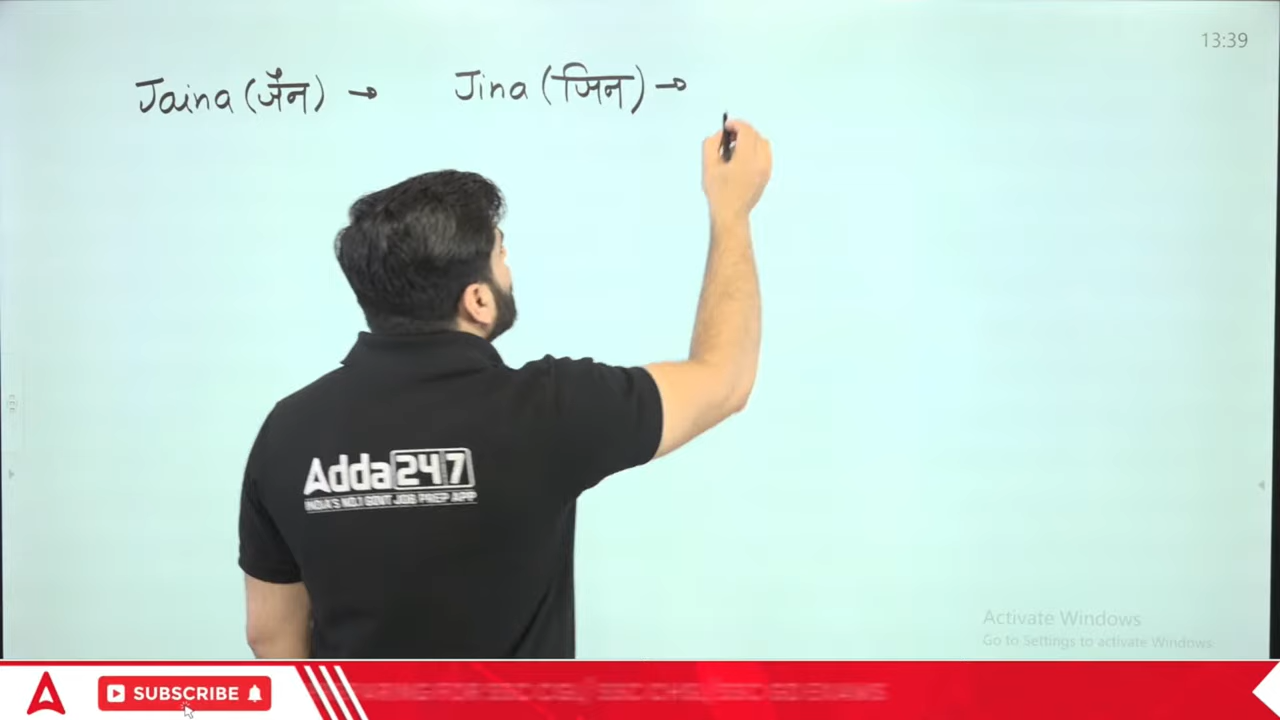 13:39
Jaina (जैन) → Jina (जिन) →
Adda247
INDIA'S NO.1 GOVT JOB PREP APP
Activate Windows
Go to Settings to activate Windows.
SUBSCRIBE